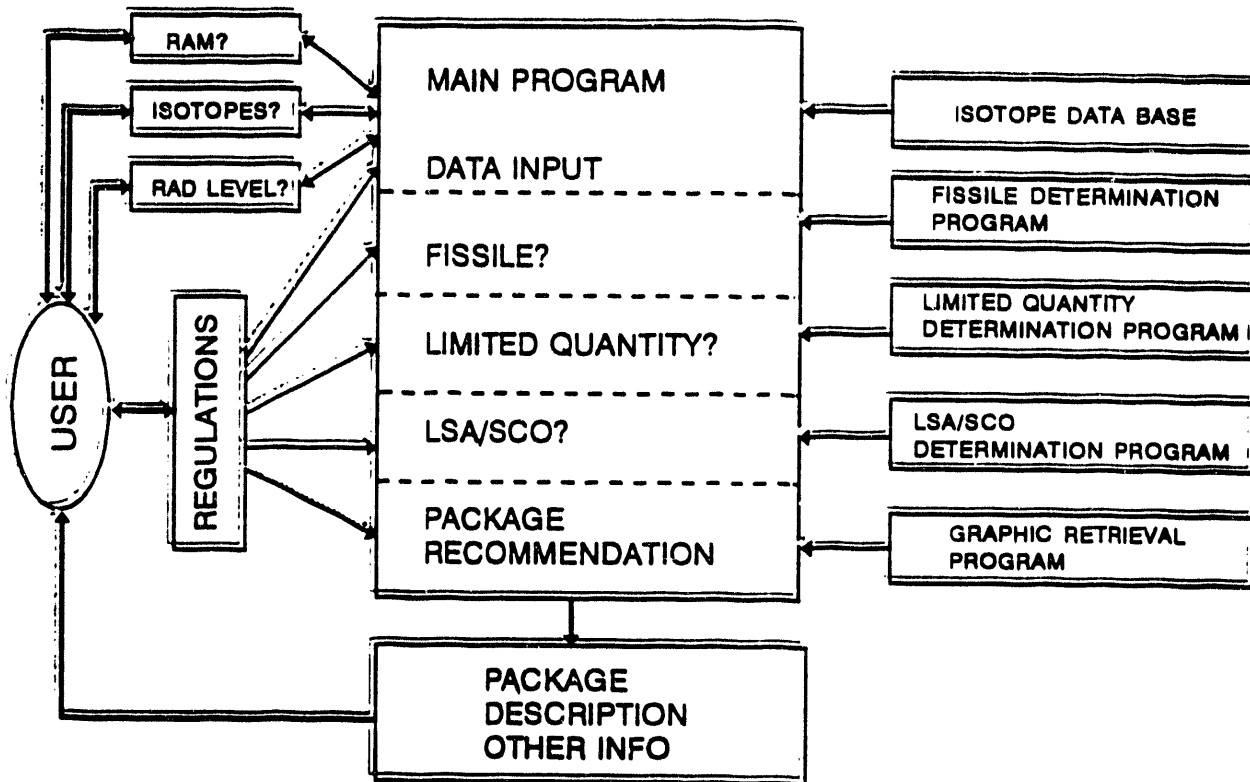 RAM?
ISOTOPES?
RAD LEVEL?
USER
REGULATIONS
MAIN PROGRAM
DATA INPUT
FISSILE?
LIMITED QUANTITY?
LSA/SCO?
PACKAGE
RECOMMENDATION
ISOTOPE DATA BASE
FISSILE DETERMINATION
PROGRAM
LIMITED QUANTITY
DETERMINATION PROGRAM
LSA/SCO
DETERMINATION PROGRAM
GRAPHIC RETRIEVAL
PROGRAM
PACKAGE
DESCRIPTION
OTHER INFO